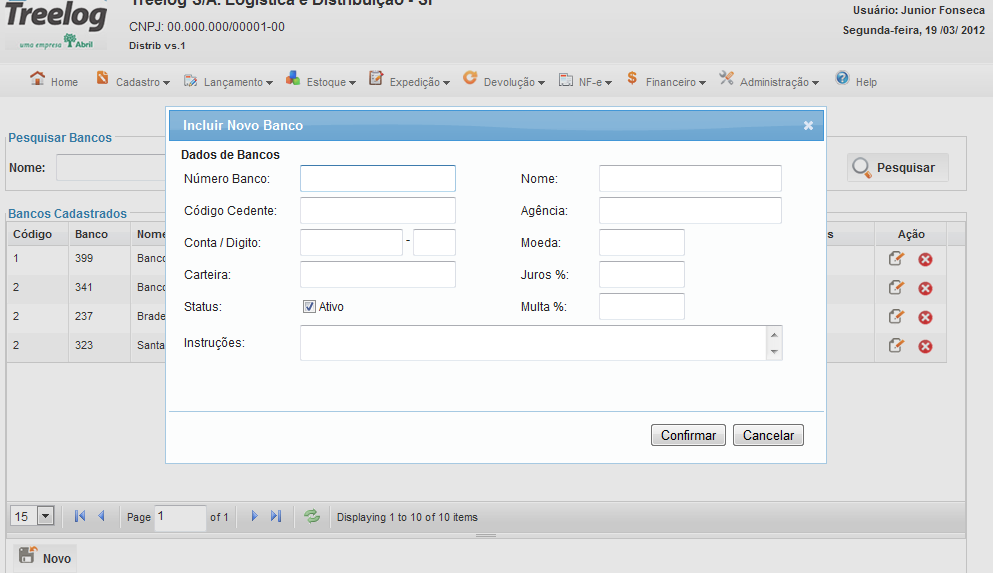 Treelog
uma empresa Abril
Treelog S/A. Logística e Distribuição - SP
CNPJ: 00.000.000/00001-00
Distrib vs.1
Usuário: Junior Fonseca
Segunda-feira, 19 /03/ 2012
Home Cadastro Lançamento Estoque Expedição Devolução NF-e Financeiro Administração Help
Pesquisar Bancos
Nome:
Pesquisar
Incluir Novo Banco
Dados de Bancos
Número Banco: Nome:
Código Cedente: Agência:
Conta / Digito: - Moeda:
Carteira: Juros %:
Status: Ativo Multa %:
Instruções:
Confirmar Cancelar
Bancos Cadastrados
Código Banco Nome s Ação
1 399 Banco
2 341 Banco
2 237 Brade
2 323 Santa
15 Page 1 of 1 Displaying 1 to 10 of 10 items
Novo